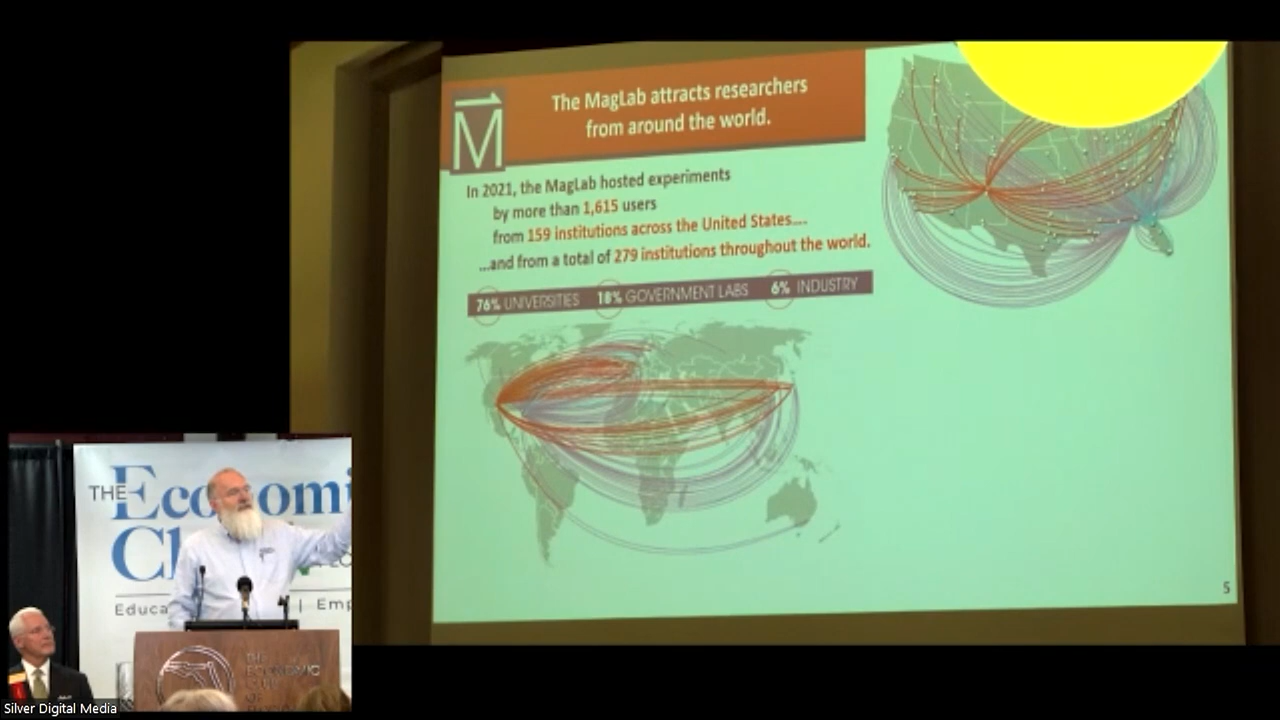 M
The MagLab attracts researchers
from around the world.
In 2021, the MagLab hosted experiments
by more than 1,615 users
from 159 institutions across the United States....
...and from a total of 279 institutions throughout the world.
76% UNIVERSITIES 18% GOVERNMENT LABS 6% INDUSTRY
5
THE Economi
Cl
Educa | Emp
THE
ECONOMIC
CLUB
OF
Silver Digital Media